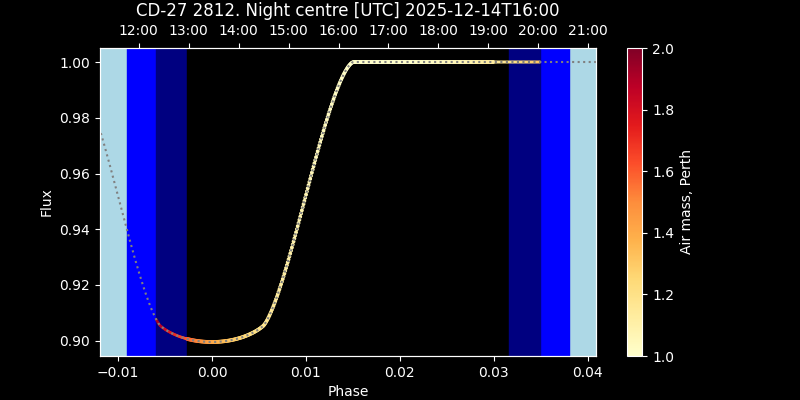 CD-27 2812. Night centre [UTC] 2025-12-14T16:00
12:00 13:00 14:00 15:00 16:00 17:00 18:00 19:00 20:00 21:00
1.00
0.98
0.96
0.94
0.92
0.90
Flux
−0.01 0.00 0.01 0.02 0.03 0.04
Phase
2.0
1.8
1.6
1.4
1.2
1.0
Air mass, Perth